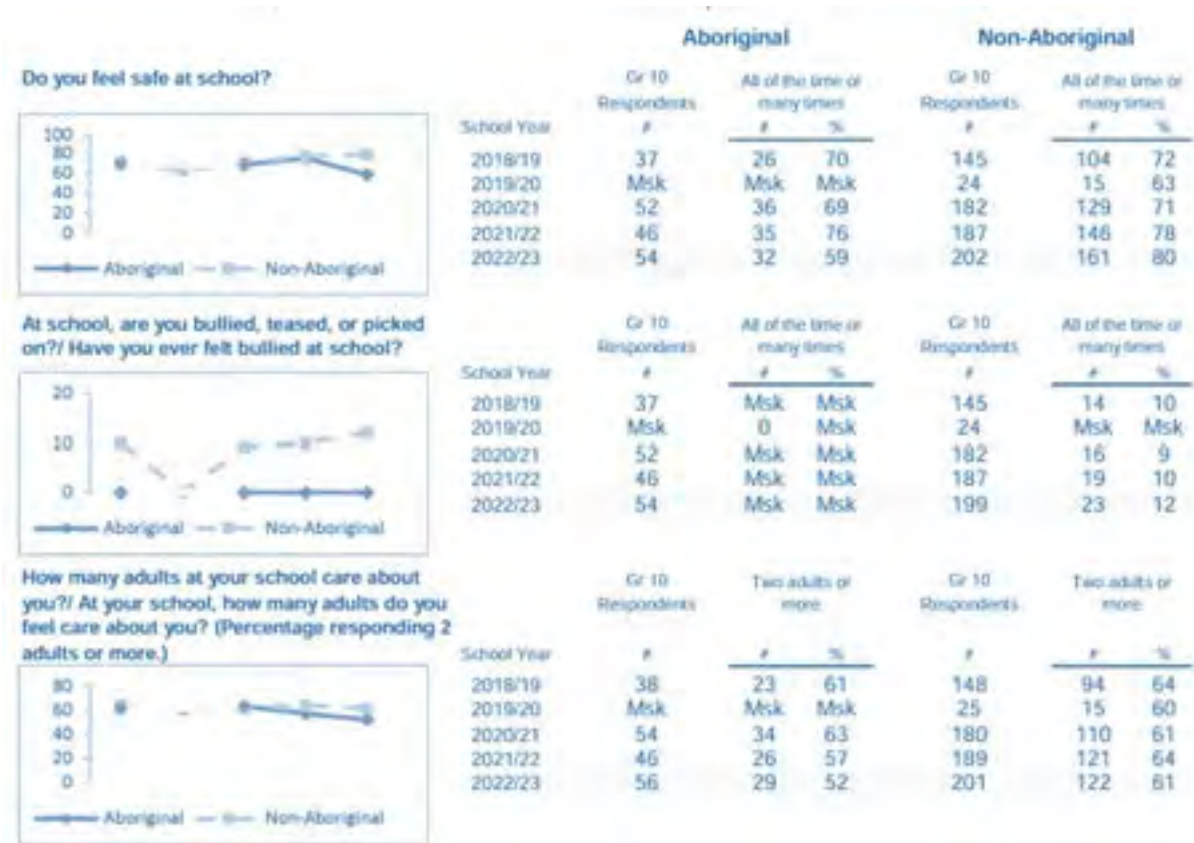 Aboriginal Non-Aboriginal
Do you feel safe at school?
Gr 10 All of the time or Gr 10 All of the time or
Respondents many times Respondents many times
School Year # # % # # %
2018/19 37 26 70 145 104 72
2019/20 Msk Msk Msk 24 15 63
2020/21 52 36 69 182 129 71
2021/22 46 35 76 187 146 78
2022/23 54 32 59 202 161 80
100
80
60
40
20
0
Aboriginal Non-Aboriginal
At school, are you bullied, teased, or picked
on?/ Have you ever felt bullied at school?
Gr 10 All of the time or Gr 10 All of the time or
Respondents many times Respondents many times
School Year # # % # # %
2018/19 37 Msk Msk 145 14 10
2019/20 Msk 0 Msk 24 Msk Msk
2020/21 52 Msk Msk 182 16 9
2021/22 46 Msk Msk 187 19 10
2022/23 54 Msk Msk 199 23 12
20
10
0
Aboriginal Non-Aboriginal
How many adults at your school care about
you?/ At your school, how many adults do you
feel care about you? (Percentage responding 2
adults or more.)
Gr 10 Two adults or Gr 10 Two adults or
Respondents more Respondents more
School Year # # % # # %
2018/19 38 23 61 148 94 64
2019/20 Msk Msk Msk 25 15 60
2020/21 54 34 63 180 110 61
2021/22 46 26 57 189 121 64
2022/23 56 29 52 201 122 61
80
60
40
20
0
Aboriginal Non-Aboriginal